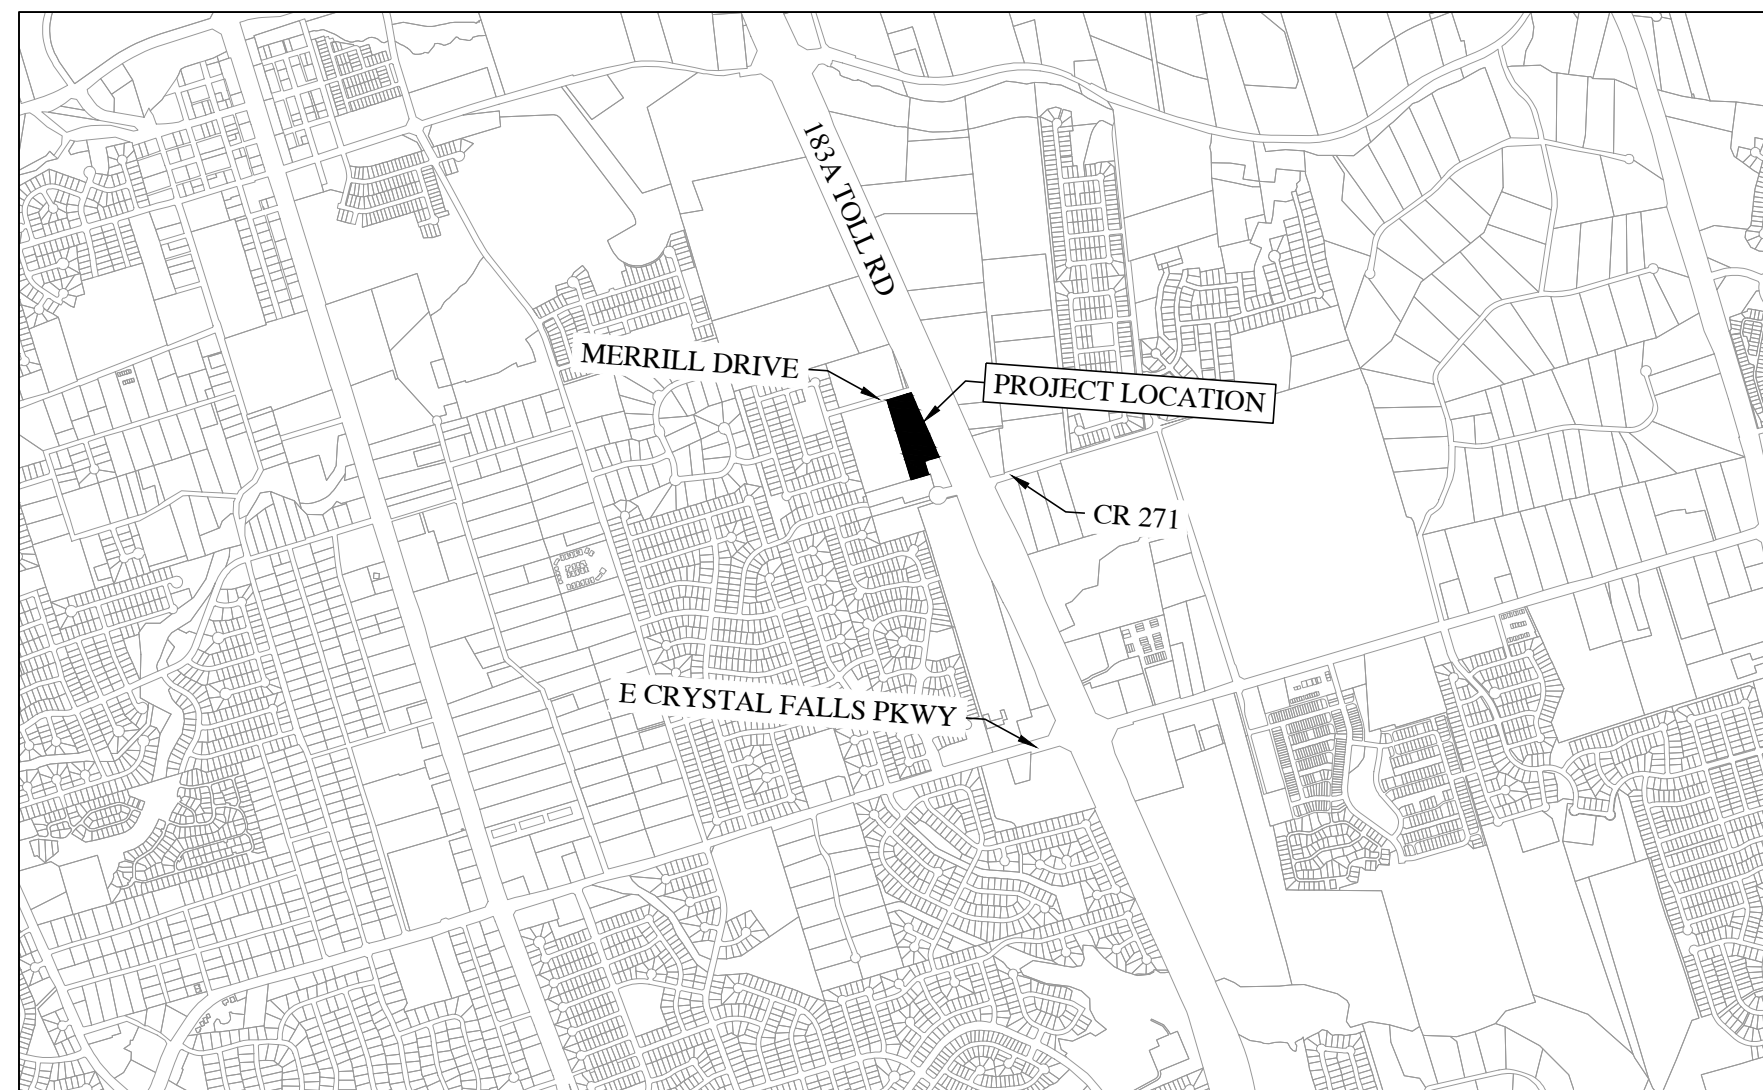 183A TOLL RD
MERRILL DRIVE
PROJECT LOCATION
CR 271
E CRYSTAL FALLS PKWY